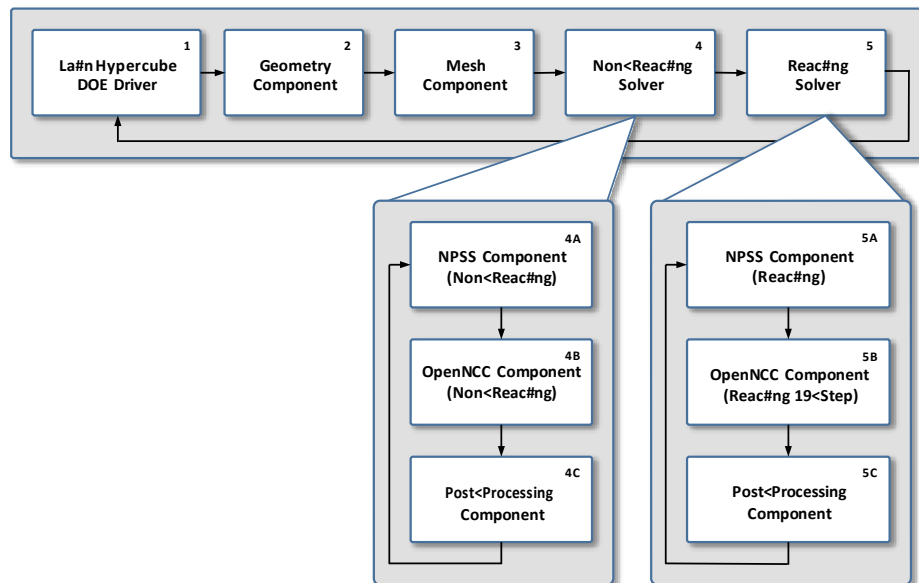 1
La#n Hypercube
DOE Driver
2
Geometry
Component
3
Mesh
Component
4
Non<Reac#ng
Solver
5
Reac#ng
Solver
4A
NPSS Component
(Non<Reac#ng)
4B
OpenNCC Component
(Non<Reac#ng)
4C
Post<Processing
Component
5A
NPSS Component
(Reac#ng)
5B
OpenNCC Component
(Reac#ng 19<Step)
5C
Post<Processing
Component